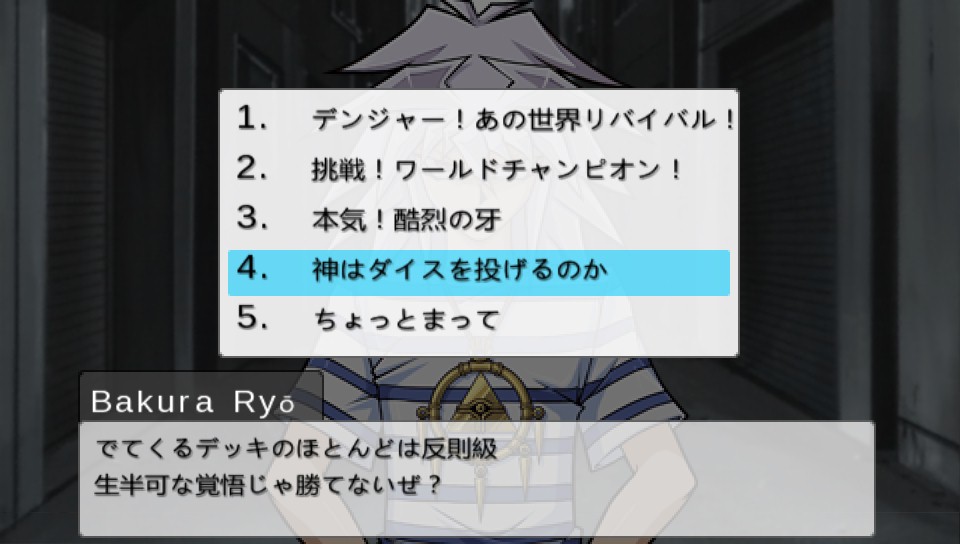 1. デンジャー！あの世界リバイバル！
2. 挑戦！ワールドチャンピオン！
3. 本気！酷烈の牙
4. 神はダイスを投げるのか
5. ちょっとまって
Bakura Ryō
でてくるデッキのほとんどは反則級
生半可な覚悟じゃ勝てないぜ？